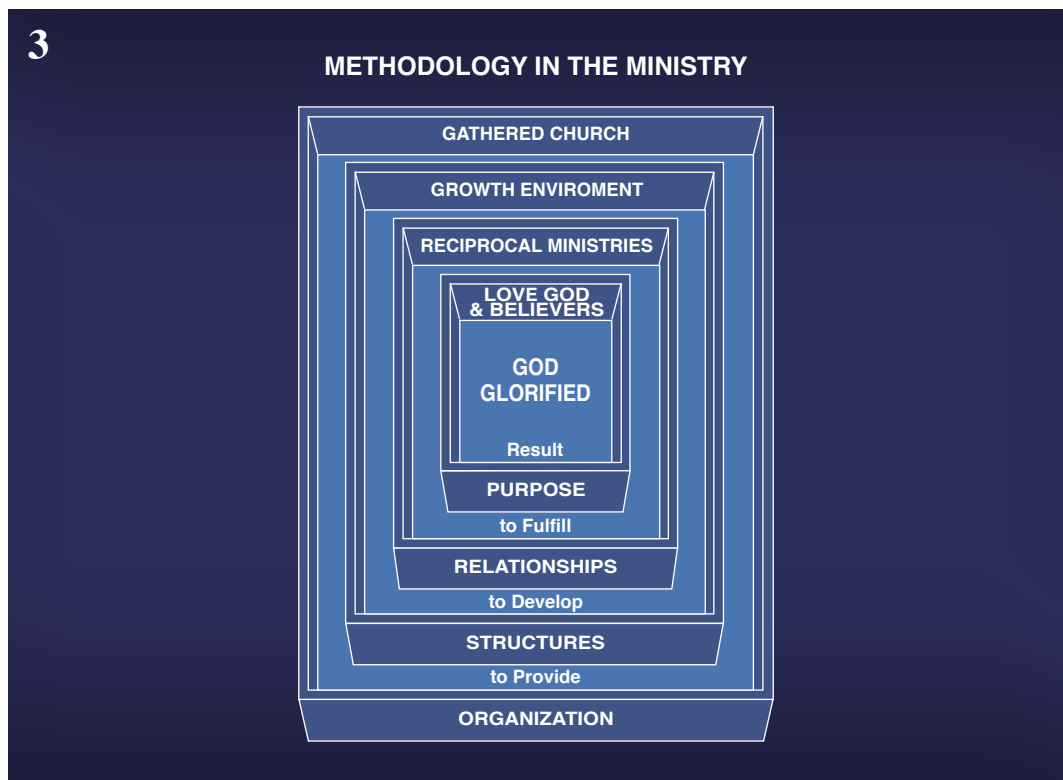 3
METHODOLOGY IN THE MINISTRY
GATHERED CHURCH
GROWTH ENVIROMENT
RECIPROCAL MINISTRIES
LOVE GOD
& BELIEVERS
GOD
GLORIFIED
Result
PURPOSE
to Fulfill
RELATIONSHIPS
to Develop
STRUCTURES
to Provide
ORGANIZATION